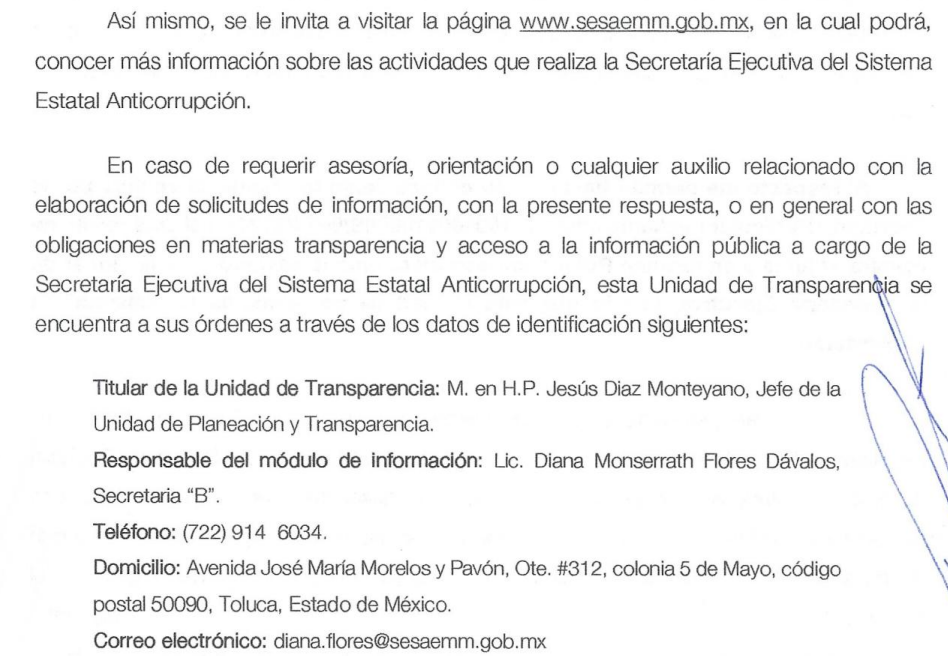 Así mismo, se le invita a visitar la página www.sesaemm.gob.mx, en la cual podrá,
conocer más información sobre las actividades que realiza la Secretaría Ejecutiva del Sistema
Estatal Anticorrupción.
En caso de requerir asesoría, orientación o cualquier auxilio relacionado con la
elaboración de solicitudes de información, con la presente respuesta, o en general con las
obligaciones en materias transparencia y acceso a la información pública a cargo de la
Secretaría Ejecutiva del Sistema Estatal Anticorrupción, esta Unidad de Transparencia se
encuentra a sus órdenes a través de los datos de identificación siguientes:
Titular de la Unidad de Transparencia: M. en H.P. Jesús Diaz Monteyano, Jefe de la
Unidad de Planeación y Transparencia.
Responsable del módulo de información: Lic. Diana Monserrath Flores Dávalos,
Secretaria “B”.
Teléfono: (722) 914 6034.
Domicilio: Avenida José María Morelos y Pavón, Ote. #312, colonia 5 de Mayo, código
postal 50090, Toluca, Estado de México.
Correo electrónico: diana.flores@sesaemm.gob.mx